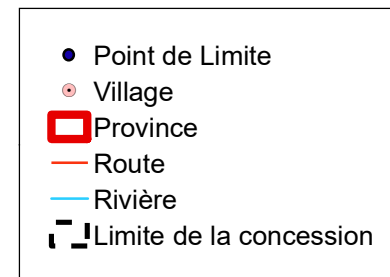 Point de Limite
Village
Province
Route
Rivière
Limite de la concession